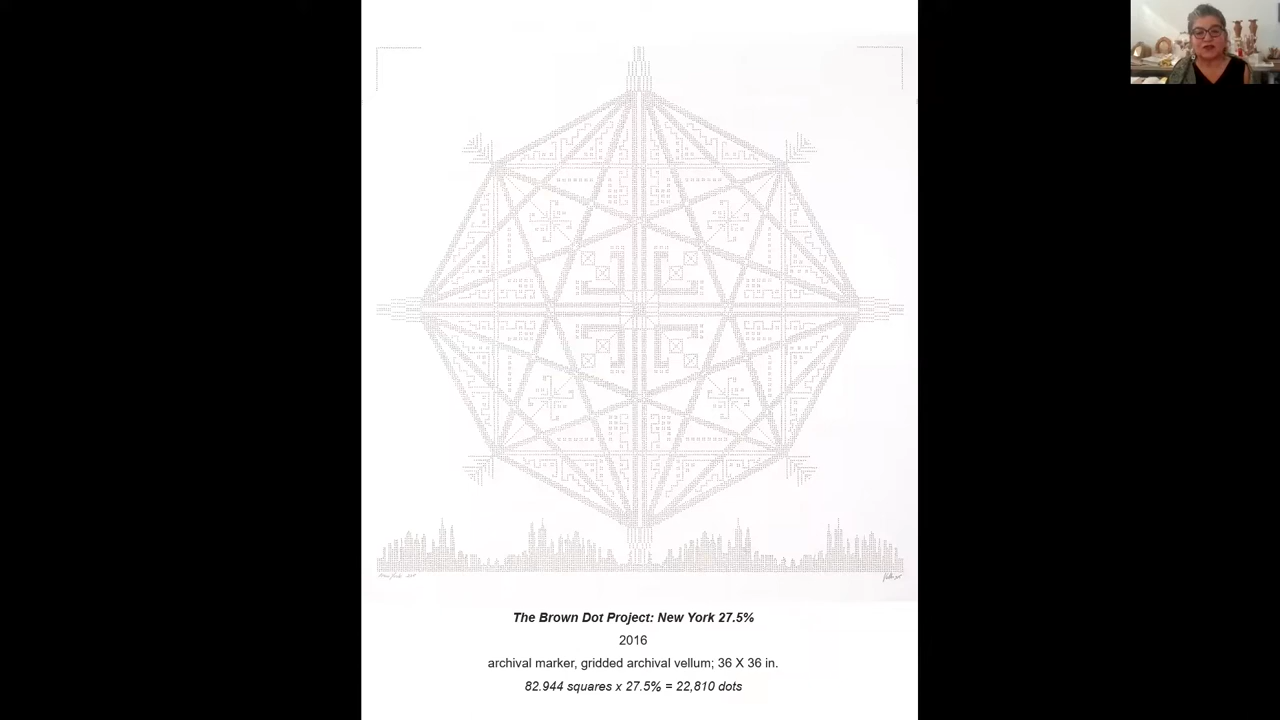 The Brown Dot Project: New York 27.5%
2016
archival marker, gridded archival vellum; 36 X 36 in.
82.944 squares x 27.5% = 22,810 dots